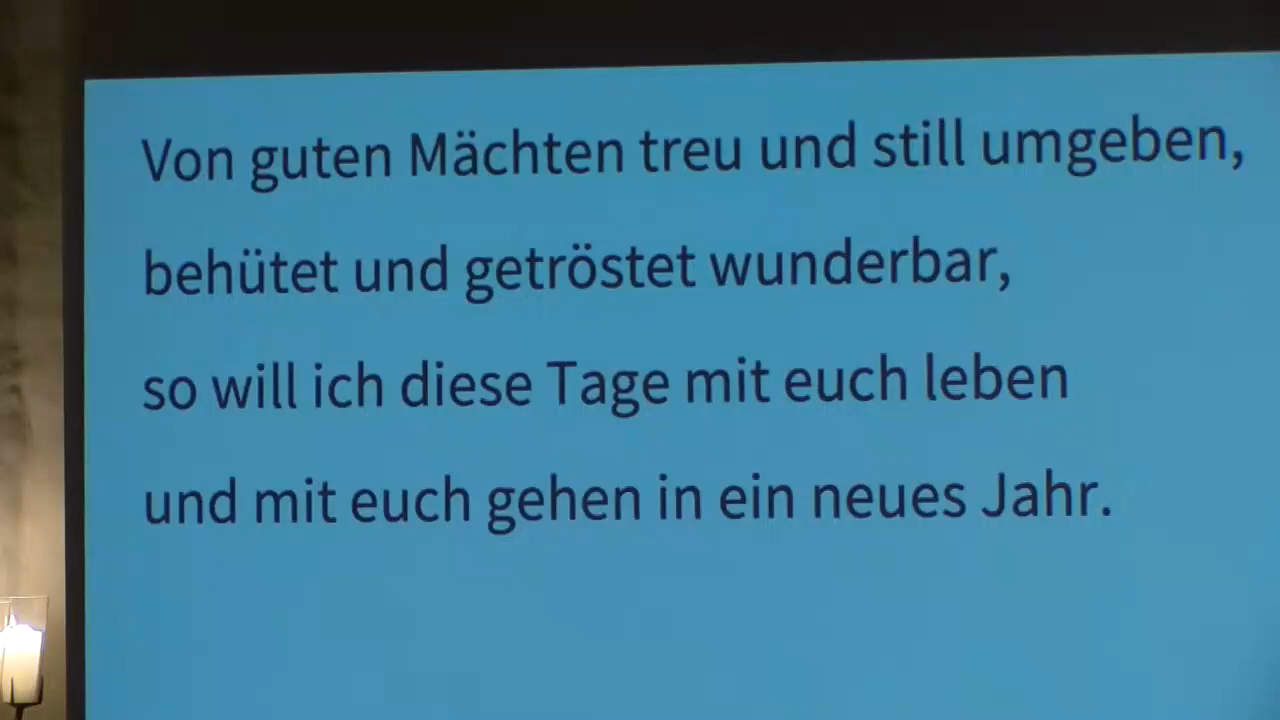 Von guten Mächten treu und still umgeben,
behütet und getröstet wunderbar,
so will ich diese Tage mit euch leben
und mit euch gehen in ein neues Jahr.